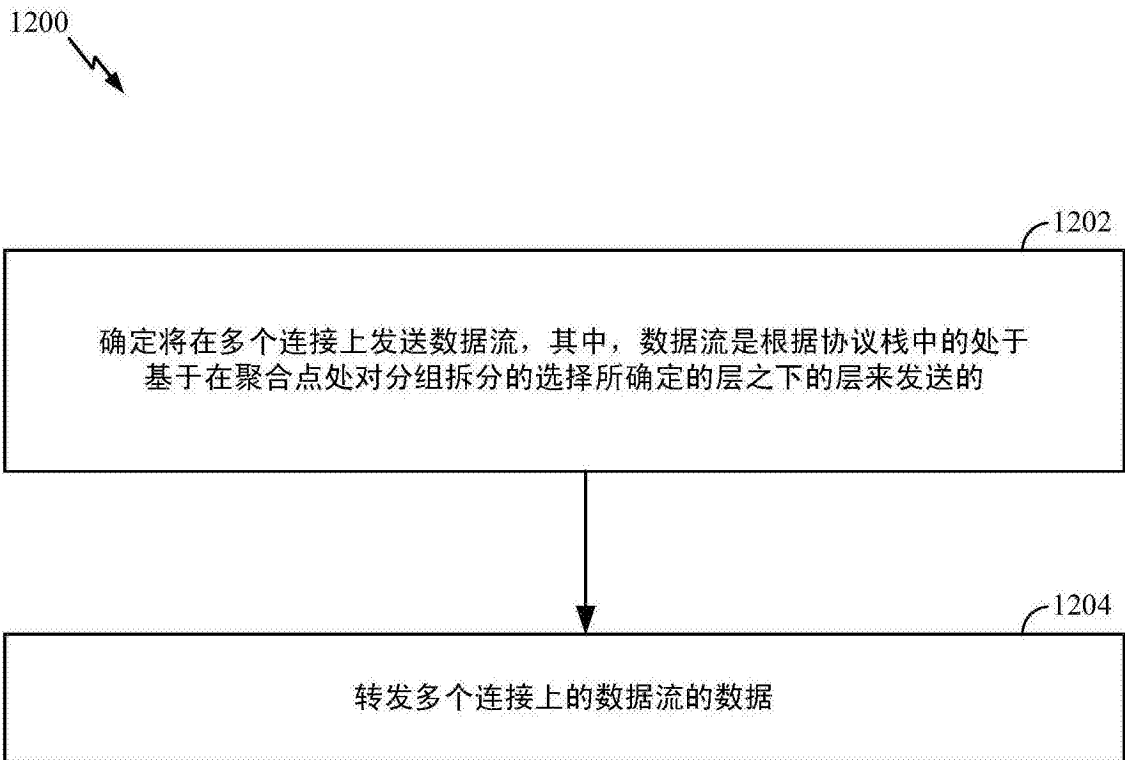 1200
1202
确定将在多个连接上发送数据流，其中，数据流是根据协议栈中的处于
基于在聚合点处对分组拆分的选择所确定的层之下的层来发送的
1204
转发多个连接上的数据流的数据